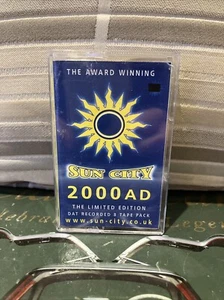 THE AWARD WINNING
SUN CITY
2000AD
THE LIMITED EDITION
DAT RECORDED 8 TAPE PACK
www.sun-city.co.uk